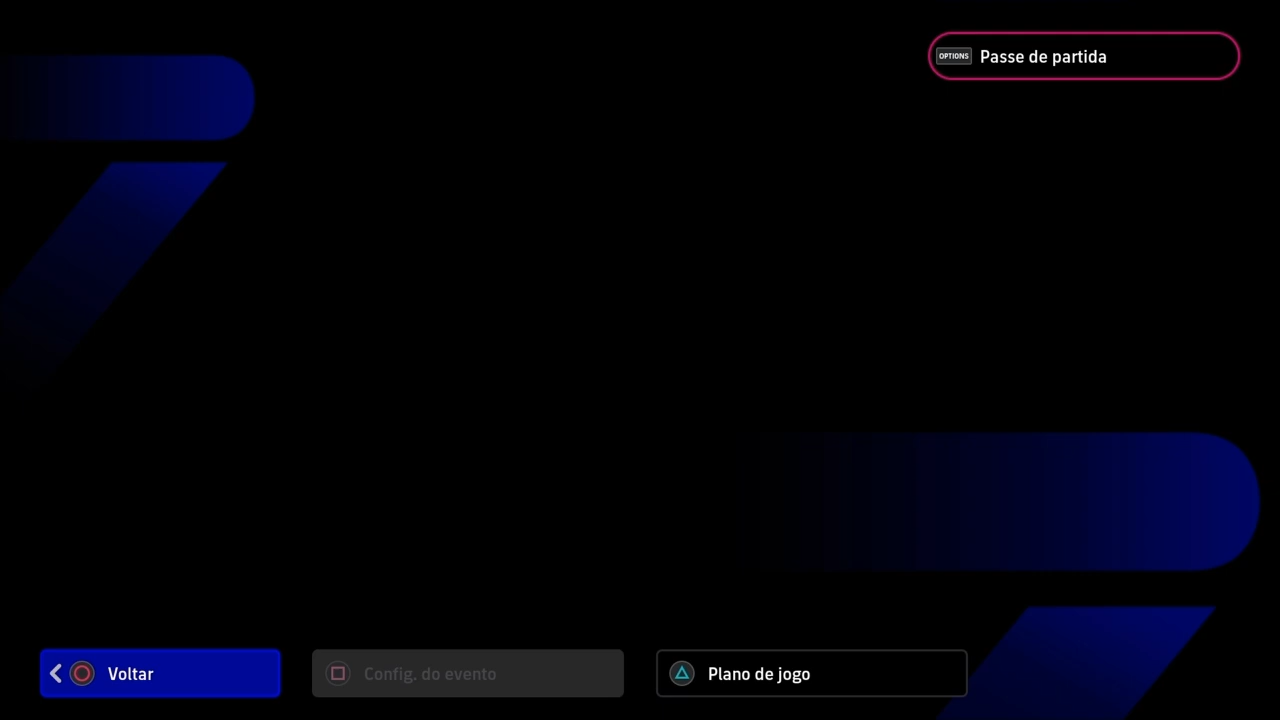 OPTIONS Passe de partida
Voltar
Config. do evento
Plano de jogo